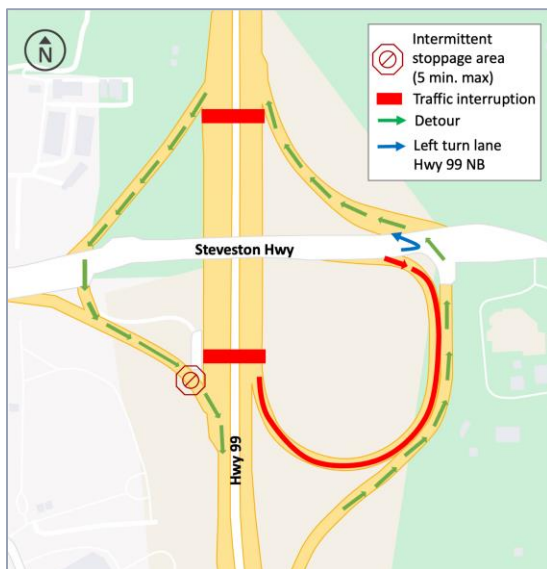 N
Intermittent
stoppage area
(5 min. max)
Traffic interruption
Detour
Left turn lane
Hwy 99 NB
Steveston Hwy
Hwy 99